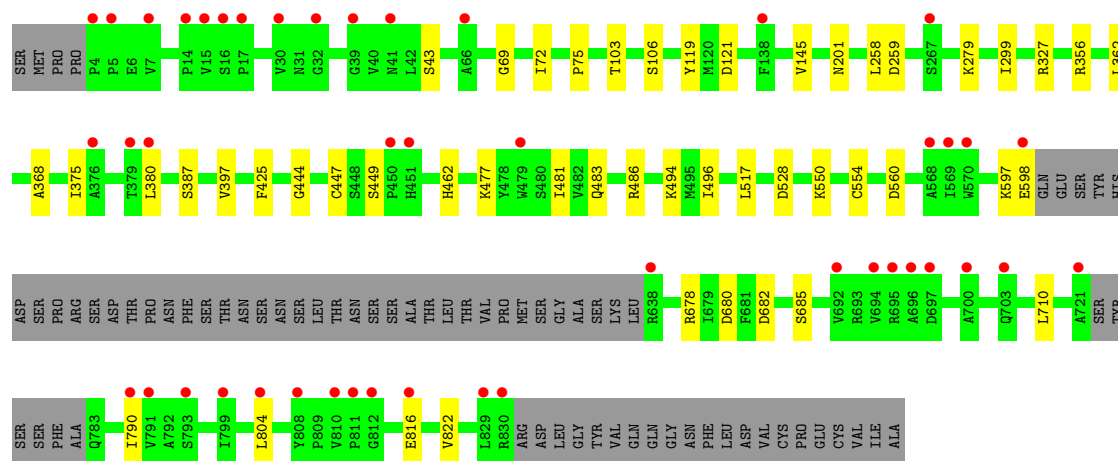 SER MET PRO PRO P4 P5 E6 V7 P14 V15 S16 P17 V30 N31 G32 G39 V40 N41 L42 S43 A66 G69 I72 P75 T103 S106 Y119 M120 D121 F138 V145 N201 L258 D259 S267 K279 I299 R327 R356 L362
A368 I375 A376 T379 L380 S387 V397 F425 G444 C447 S448 S449 P450 H451 H462 K477 Y478 W479 S480 I481 V482 Q483 R486 K494 M495 I496 L517 D528 K550 C554 D560 A568 I569 W570 K597 E598 GLN GLU SER TYR HIS
ASP SER PRO ARG SER ASP THR PRO ASN PHE SER THR ASN SER ASN SER LEU THR ASN SER SER ALA THR LEU THR VAL PRO MET SER GLY ALA SER LYS LEU R638 R678 I679 D680 F681 D682 S685 V692 R693 V694 R695 A696 D697 A700 Q703 L710 A721 SER TYR
SER SER PHE ALA Q783 I790 V791 A792 S793 I799 L804 Y808 P809 V810 P811 G812 E816 V822 L829 R830 ARG ASP LEU GLY TYR VAL GLN GLN GLY ASN PHE LEU ASP VAL CYS PRO GLU CYS VAL ILE ALA